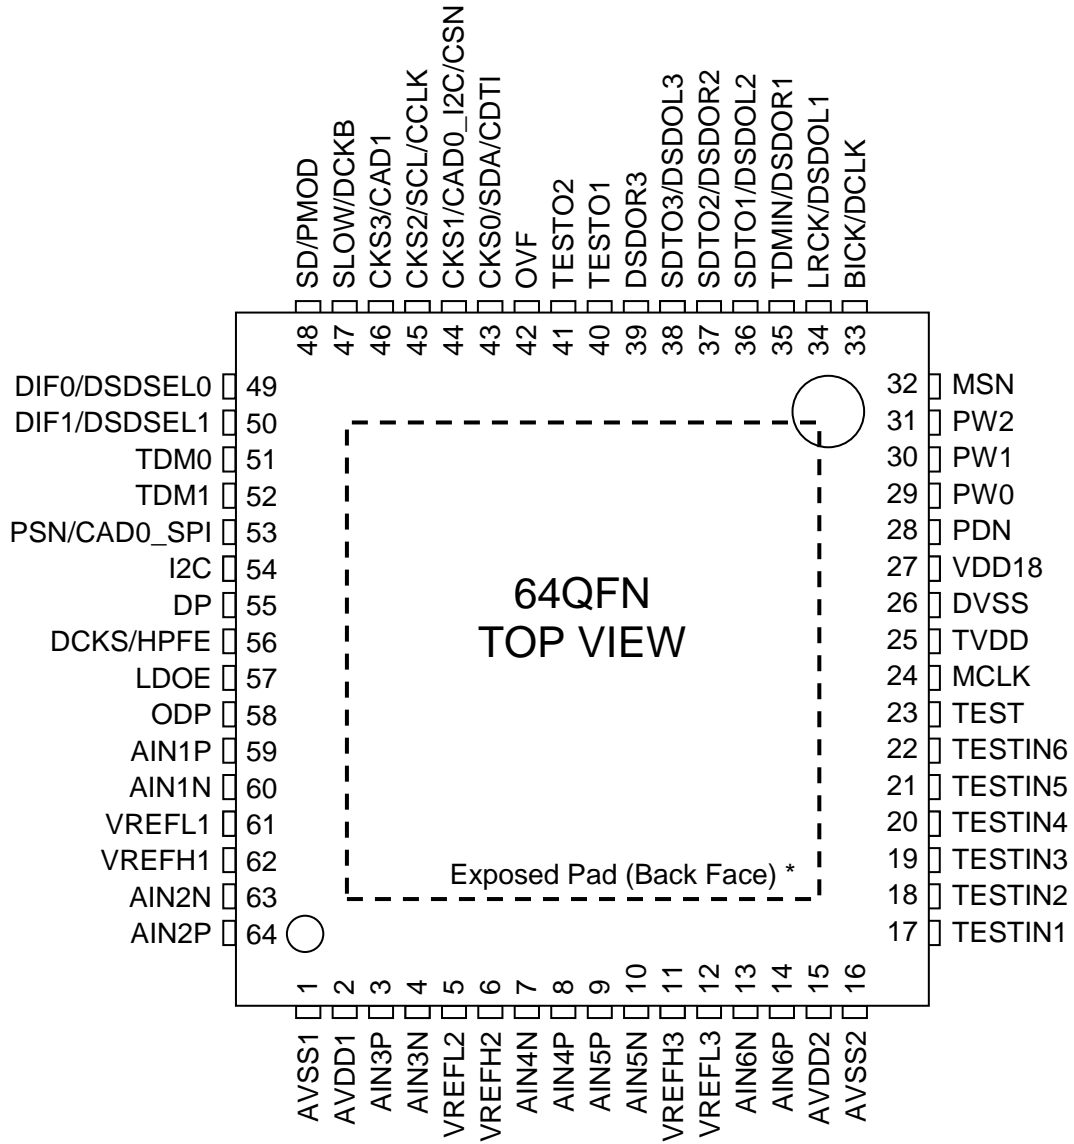 SD/PMOD
SLOW/DCKB
CKS3/CAD1
CKS2/SCL/CCLK
CKS1/CAD0_I2C/CSN
CKS0/SDA/CDTI
OVF
TESTO2
TESTO1
DSDOR3
SDTO3/DSDOL3
SDTO2/DSDOR2
SDTO1/DSDOL2
TDMIN/DSDOR1
LRCK/DSDOL1
BICK/DCLK
48
47
46
45
44
43
42
41
40
39
38
37
36
35
34
33
DIF0/DSDSEL0 49
DIF1/DSDSEL1 50
TDM0 51
TDM1 52
PSN/CAD0_SPI 53
I2C 54
DP 55
DCKS/HPFE 56
LDOE 57
ODP 58
AIN1P 59
AIN1N 60
VREFL1 61
VREFH1 62
AIN2N 63
AIN2P 64
64QFN
TOP VIEW
Exposed Pad (Back Face) *
32 MSN
31 PW2
30 PW1
29 PW0
28 PDN
27 VDD18
26 DVSS
25 TVDD
24 MCLK
23 TEST
22 TESTIN6
21 TESTIN5
20 TESTIN4
19 TESTIN3
18 TESTIN2
17 TESTIN1
1
2
3
4
5
6
7
8
9
10
11
12
13
14
15
16
AVSS1
AVDD1
AIN3P
AIN3N
VREFL2
VREFH2
AIN4N
AIN4P
AIN5P
AIN5N
VREFH3
VREFL3
AIN6N
AIN6P
AVDD2
AVSS2